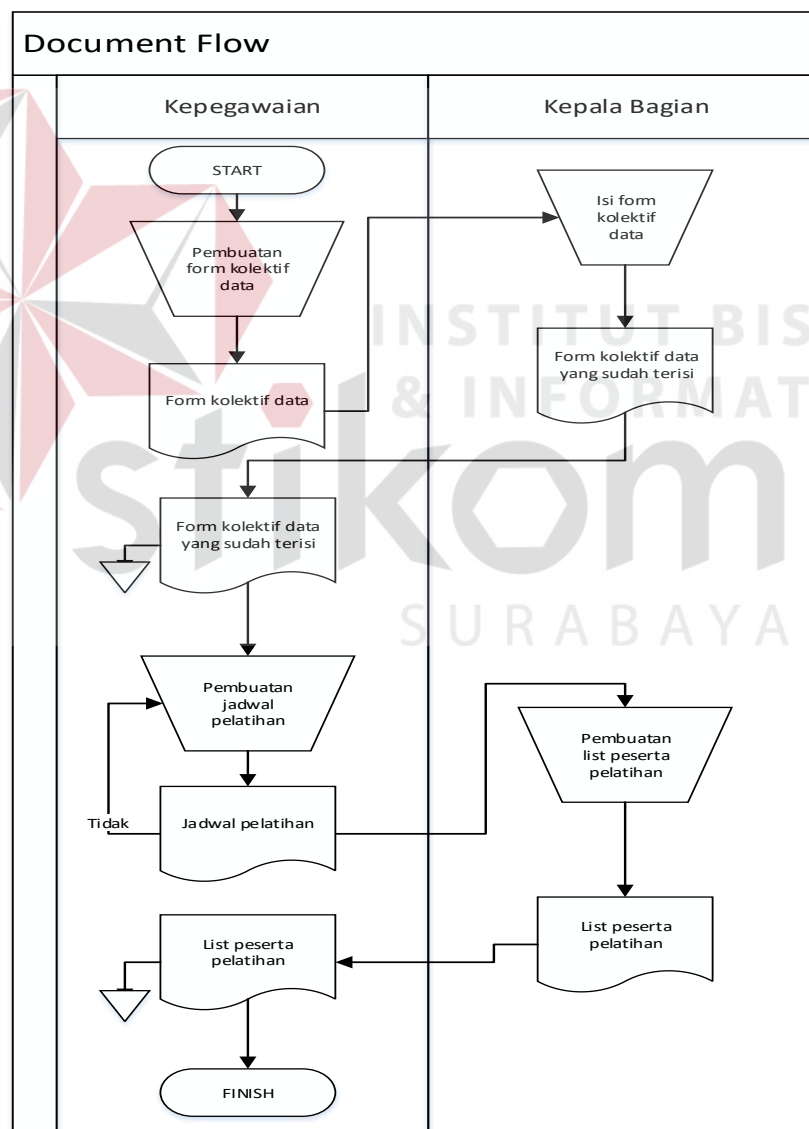 Document Flow
Kepegawaian
Kepala Bagian
START
Isi form
kolektif
data
Pembuatan
form kolektif
data
INSTITUT BIS
Form kolektif data
yang sudah terisi
Form kolektif data
& INFORMAT
stikom
Form kolektif data
yang sudah terisi
SURABAYA
Pembuatan
jadwal
pelatihan
Pembuatan
list peserta
pelatihan
Tidak
Jadwal pelatihan
List peserta
pelatihan
List peserta
pelatihan
FINISH